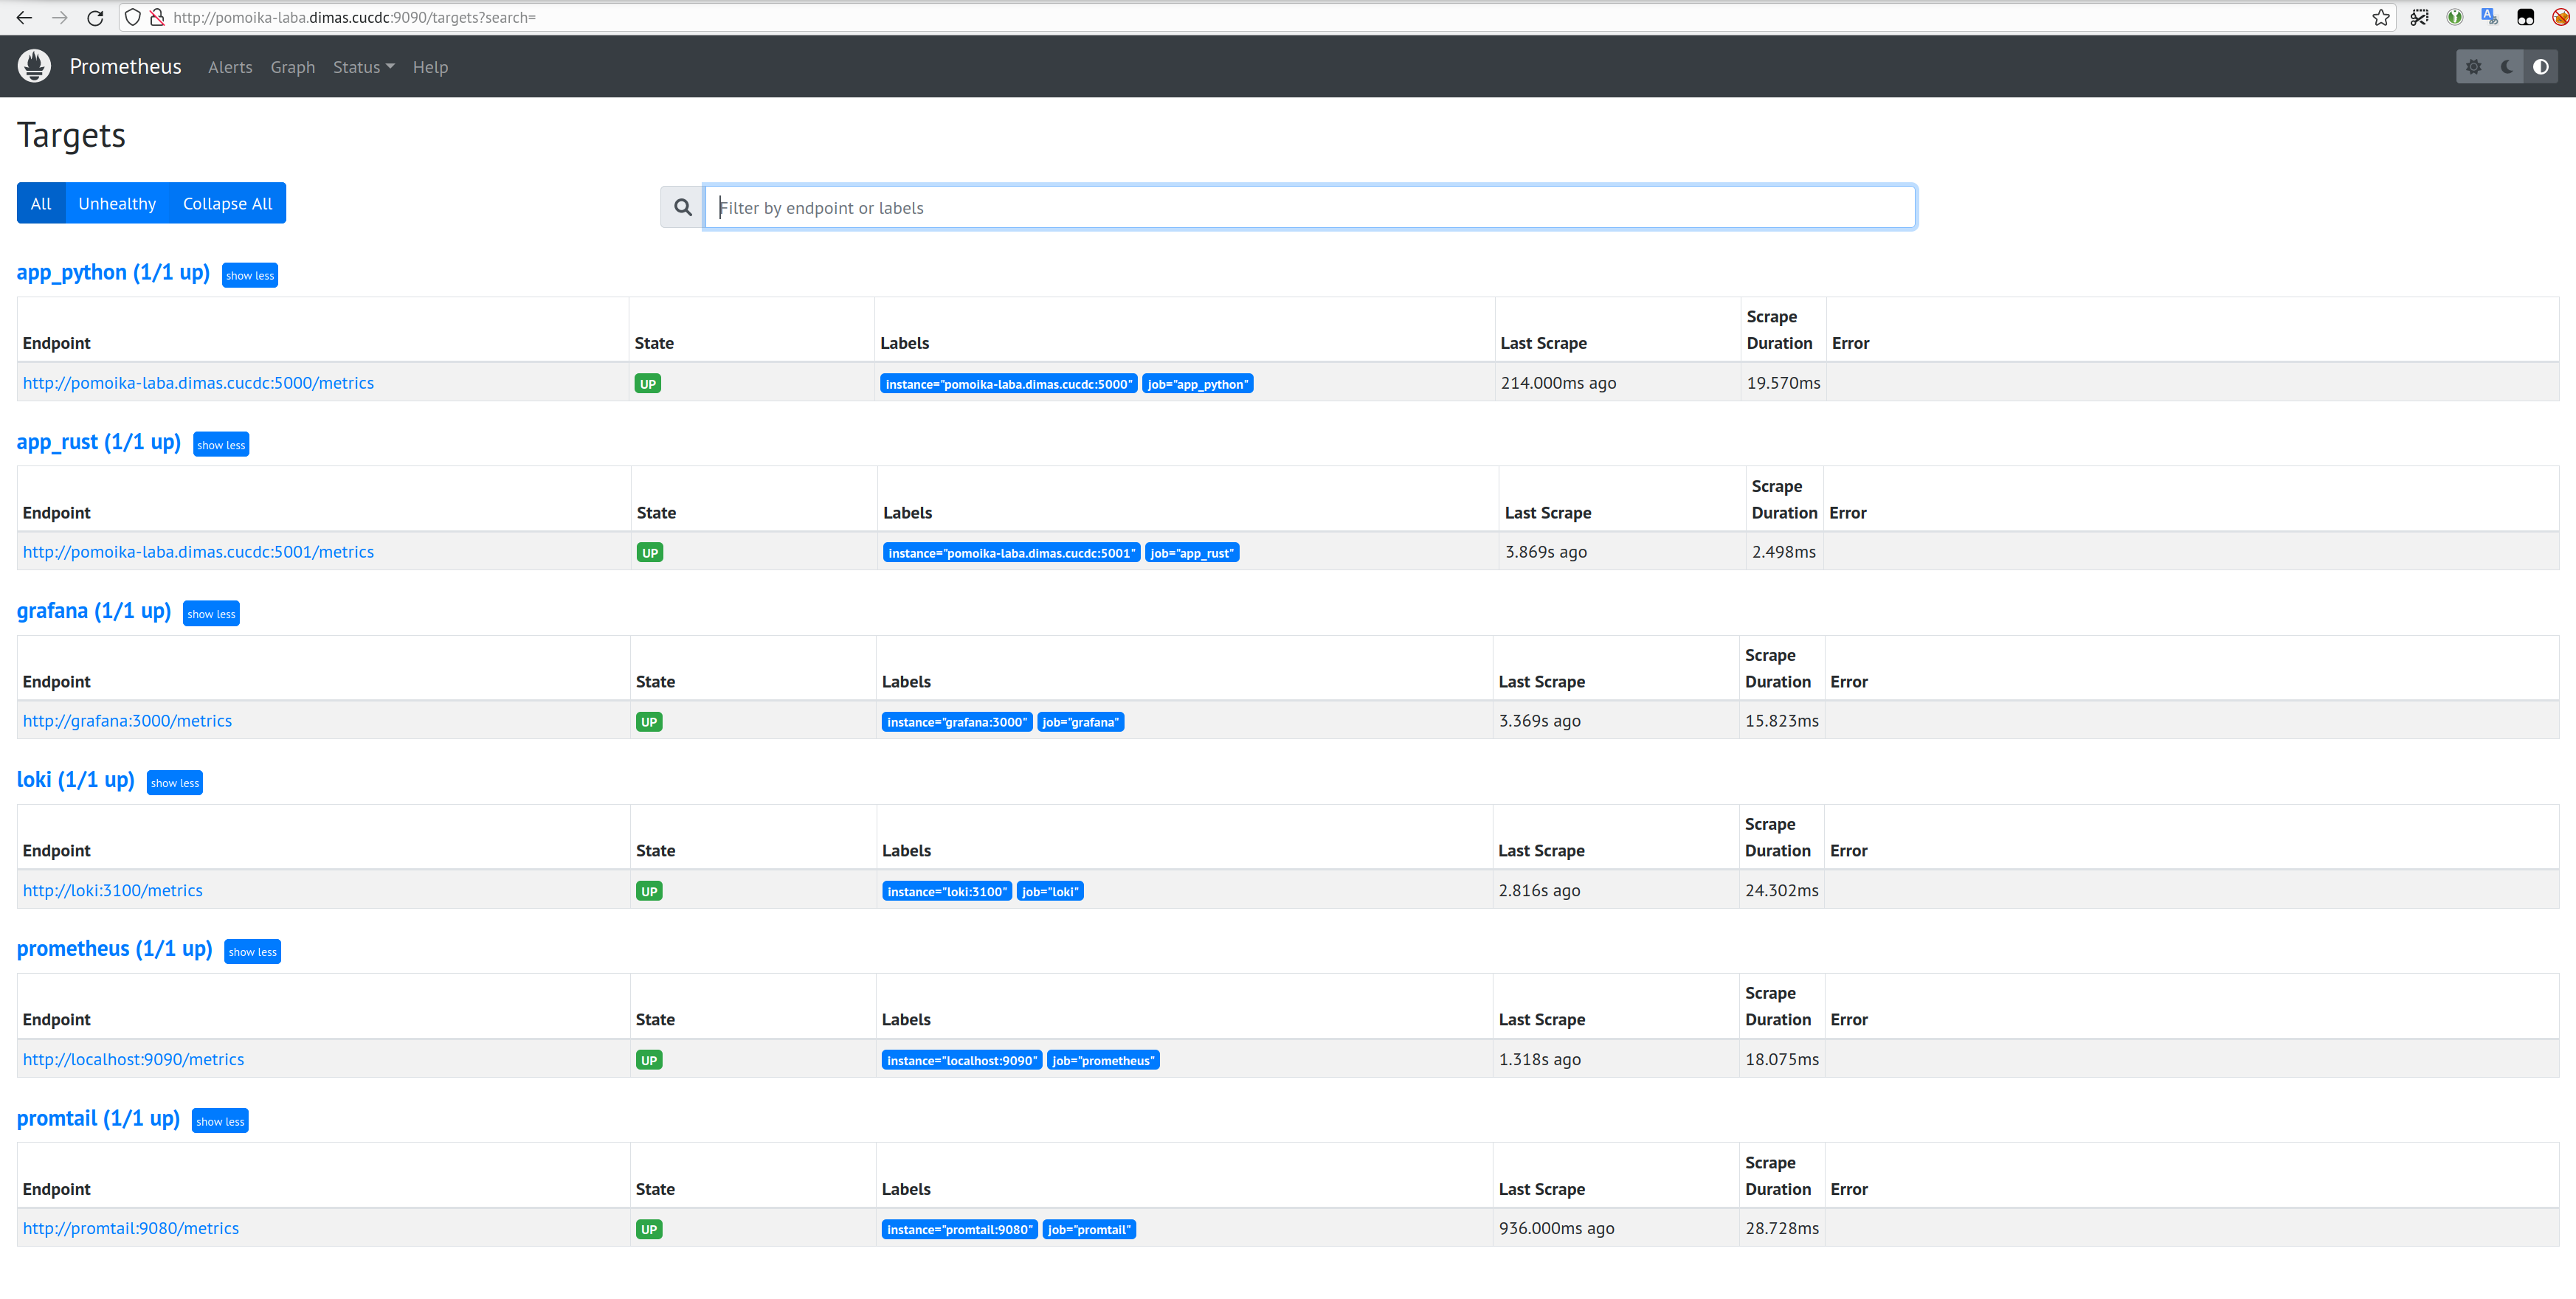 http://pomoika-laba.dimas.cucdc:9090/targets?search=
Prometheus Alerts Graph Status Help
Targets
All Unhealthy Collapse All
Filter by endpoint or labels
app_python (1/1 up) show less
Endpoint State Labels Last Scrape Scrape Duration Error
http://pomoika-laba.dimas.cucdc:5000/metrics UP instance="pomoika-laba.dimas.cucdc:5000" job="app_python" 214.000ms ago 19.570ms
app_rust (1/1 up) show less
Endpoint State Labels Last Scrape Scrape Duration Error
http://pomoika-laba.dimas.cucdc:5001/metrics UP instance="pomoika-laba.dimas.cucdc:5001" job="app_rust" 3.869s ago 2.498ms
grafana (1/1 up) show less
Endpoint State Labels Last Scrape Scrape Duration Error
http://grafana:3000/metrics UP instance="grafana:3000" job="grafana" 3.369s ago 15.823ms
loki (1/1 up) show less
Endpoint State Labels Last Scrape Scrape Duration Error
http://loki:3100/metrics UP instance="loki:3100" job="loki" 2.816s ago 24.302ms
prometheus (1/1 up) show less
Endpoint State Labels Last Scrape Scrape Duration Error
http://localhost:9090/metrics UP instance="localhost:9090" job="prometheus" 1.318s ago 18.075ms
promtail (1/1 up) show less
Endpoint State Labels Last Scrape Scrape Duration Error
http://promtail:9080/metrics UP instance="promtail:9080" job="promtail" 936.000ms ago 28.728ms